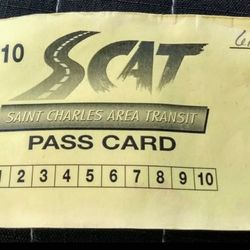 10
SCAT
SAINT CHARLES AREA TRANSIT
PASS CARD
1 2 3 4 5 6 7 8 9 10